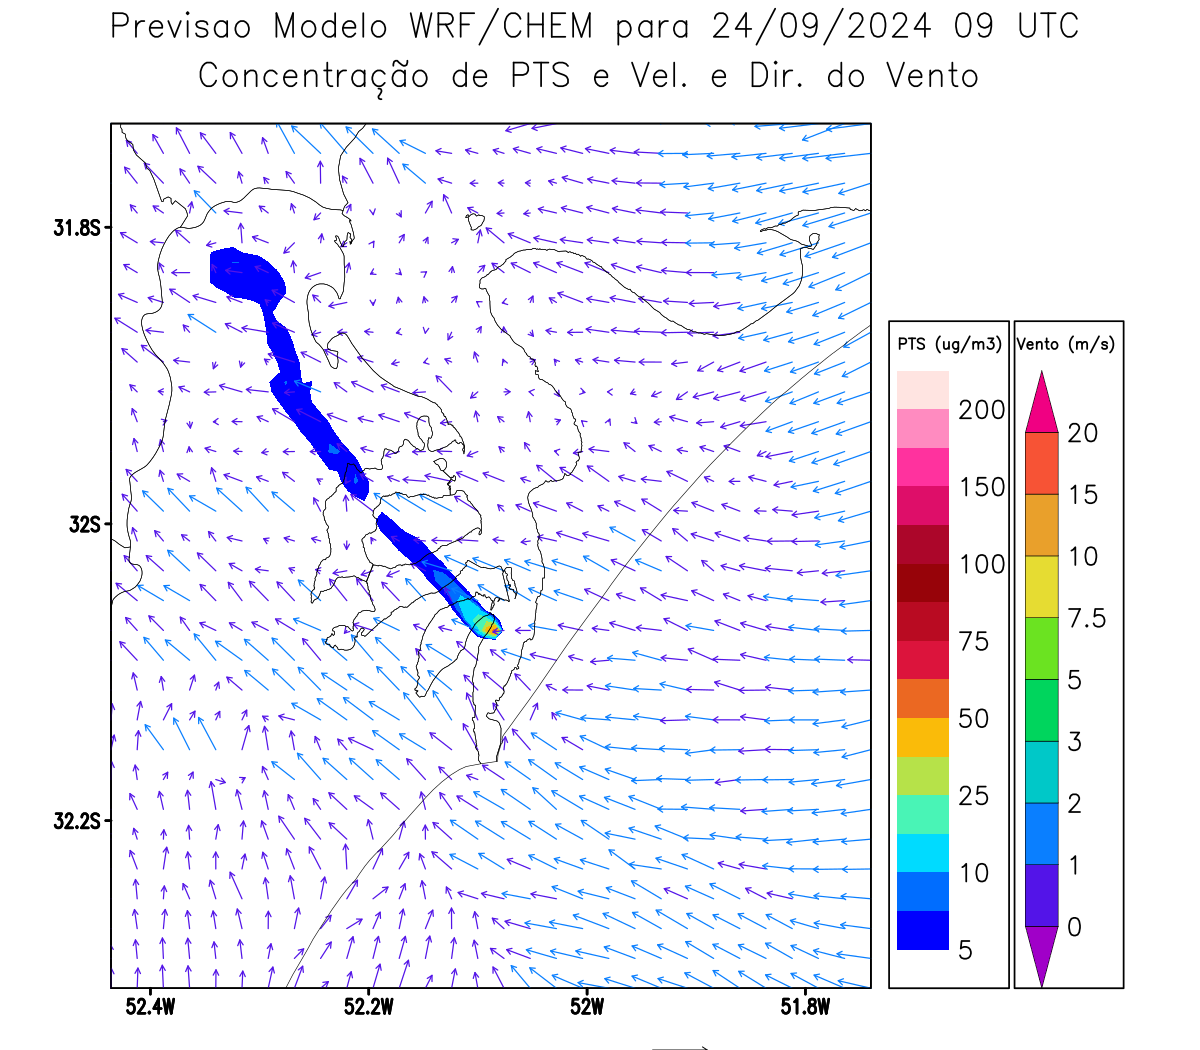 Previsao Modelo WRF/CHEM para 24/09/2024 09 UTC
Concentração de PTS e Vel. e Dir. do Vento
31.8S
32S
32.2S
52.4W
52.2W
52W
51.8W
PTS (ug/m3)
200
150
100
75
50
25
10
5
Vento (m/s)
20
15
10
7.5
5
3
2
1
0